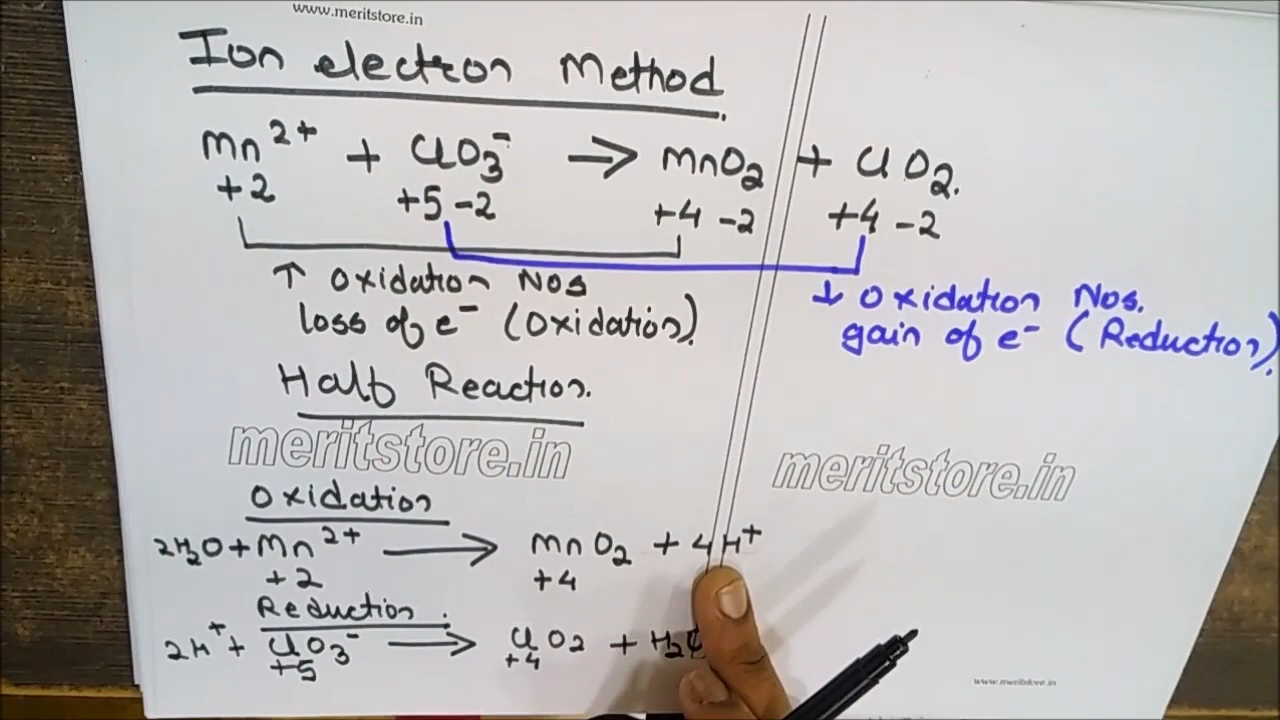 www.meritstore.in
Ion electron Method.
Mn²⁺ + ClO₃⁻ → MnO₂ + ClO₂.
+2 +5 -2 +4 -2 +4 -2
↑ Oxidation Nos
loss of e⁻ (Oxidation).
↓ Oxidation Nos.
gain of e⁻ (Reduction).
Half Reaction.
meritstore.in
meritstore.in
Oxidation
2H₂O + Mn²⁺ → MnO₂ + 4H⁺
+2 +4
Reduction.
2H⁺ + ClO₃⁻ → ClO₂ +
+5 +4
www.meritstore.in